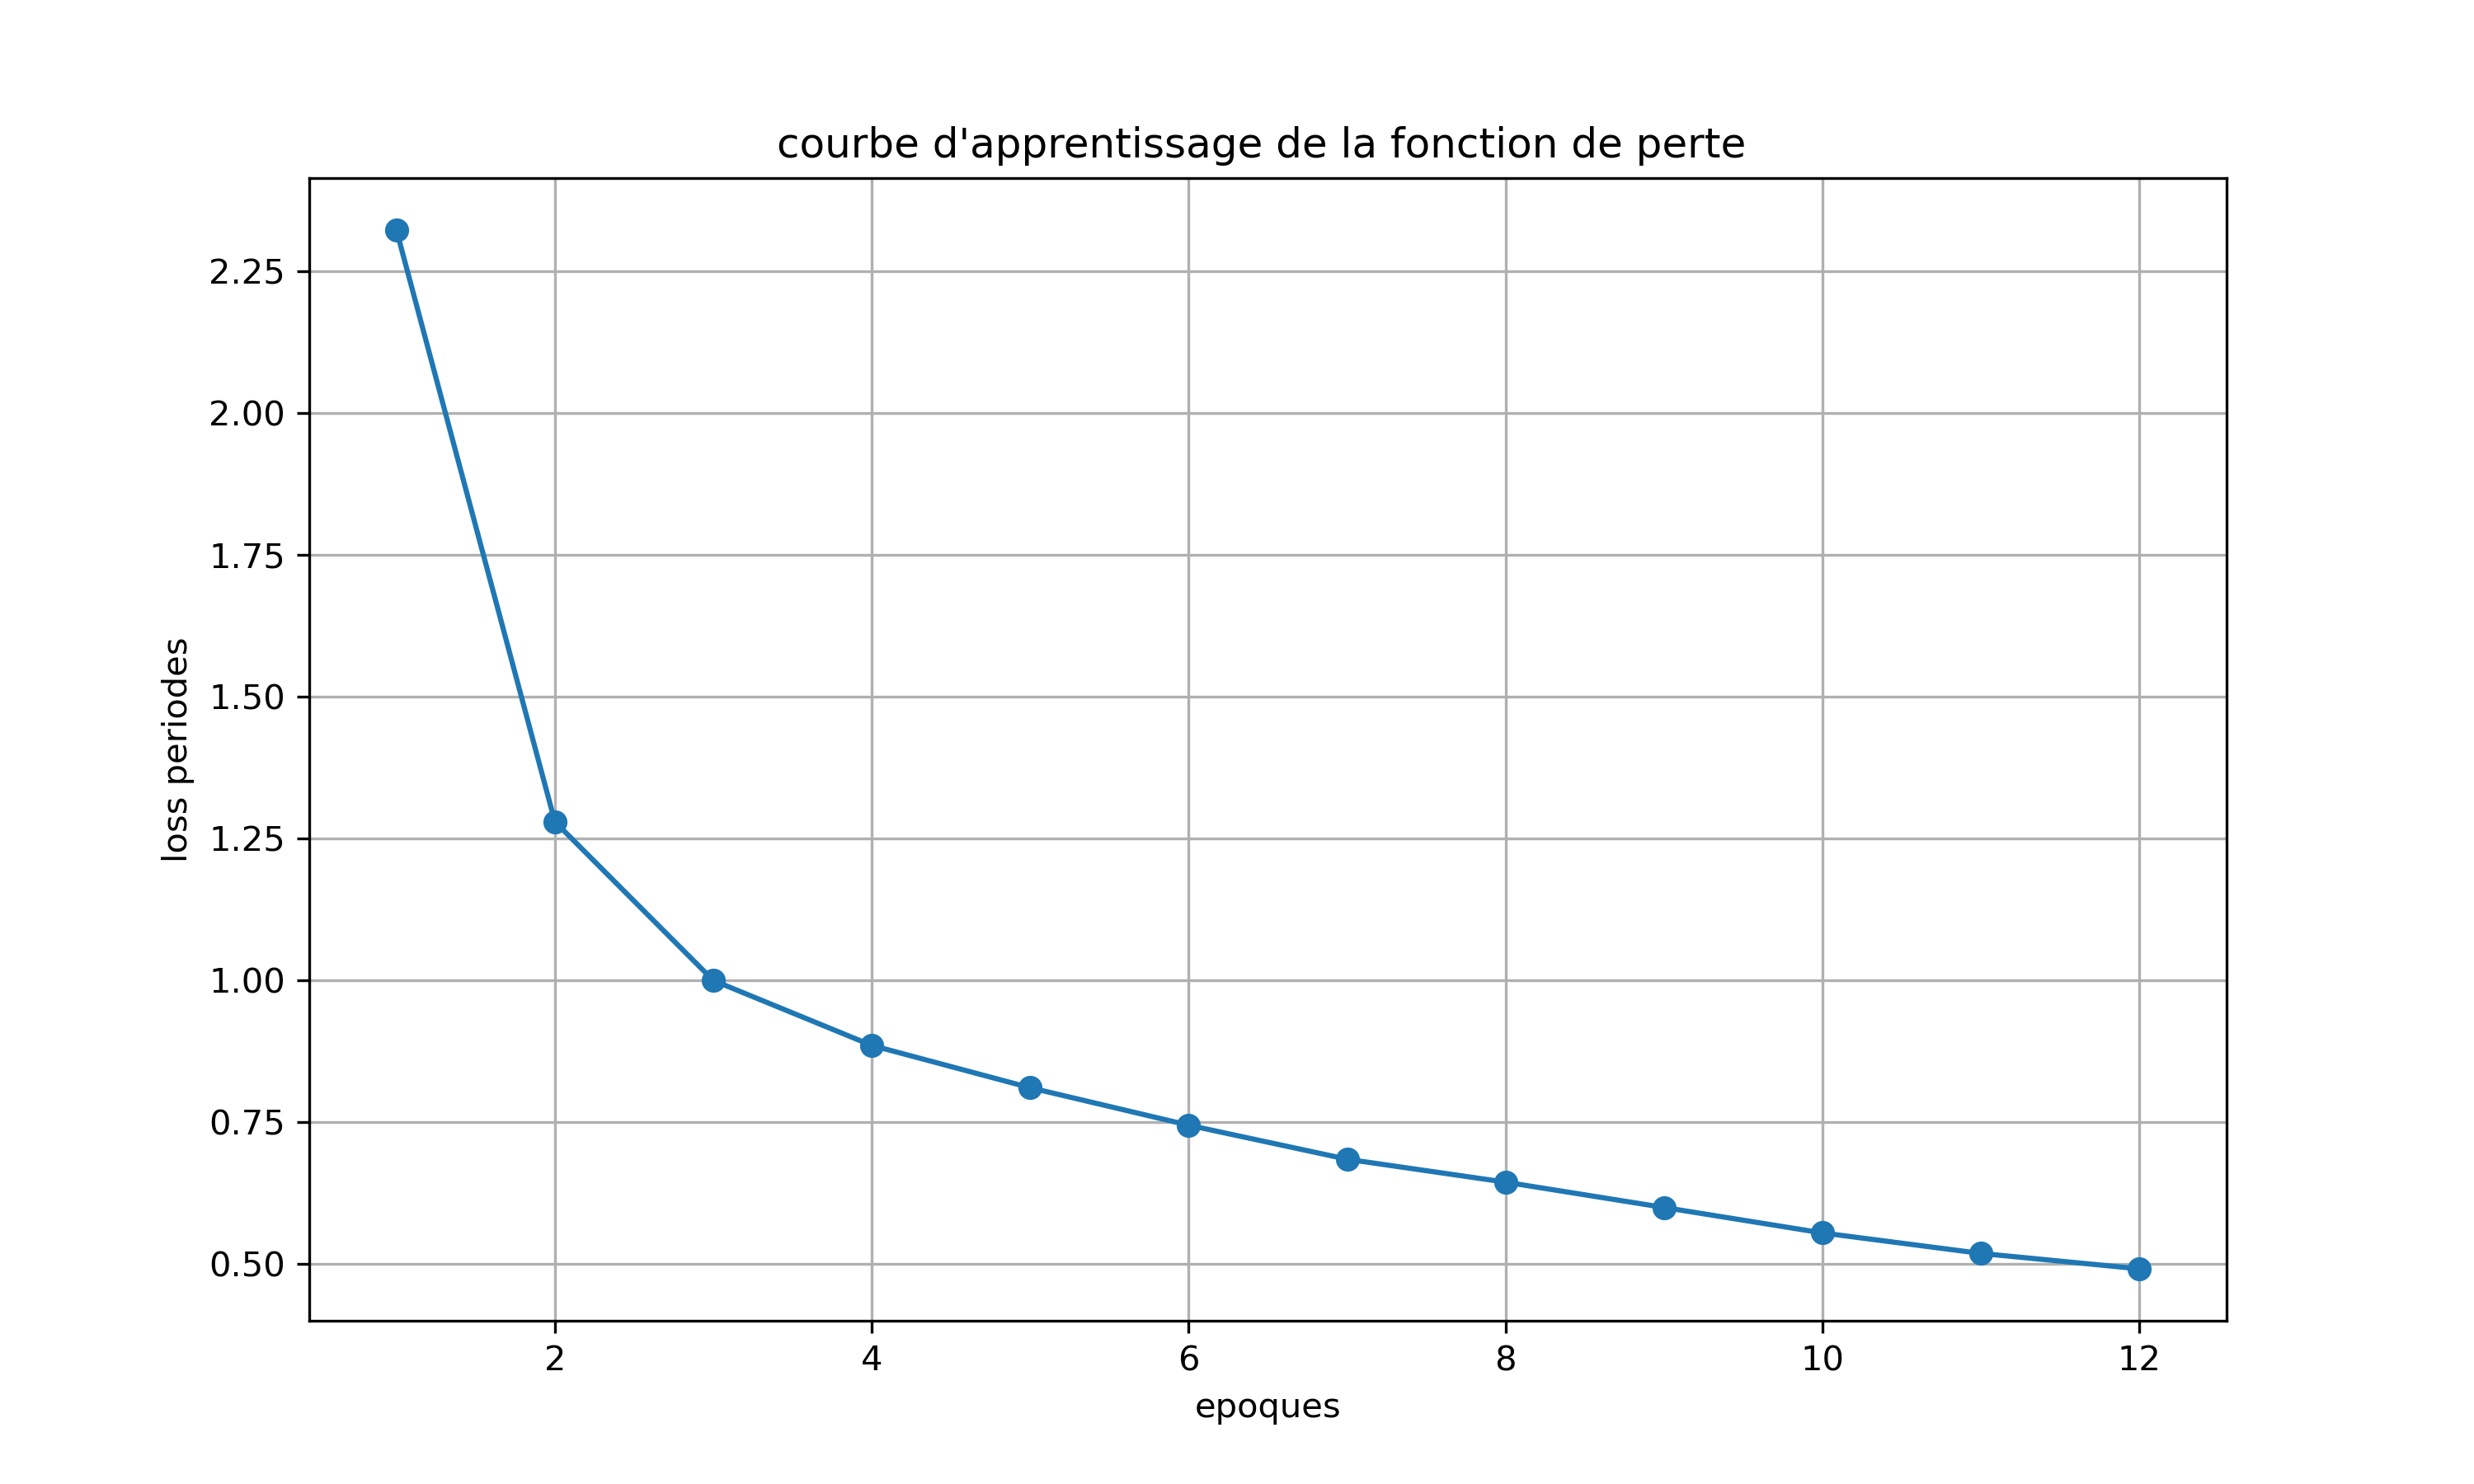 courbe d'apprentissage de la fonction de perte
loss periodes
2.25
2.00
1.75
1.50
1.25
1.00
0.75
0.50
2 4 6 8 10 12
epoques